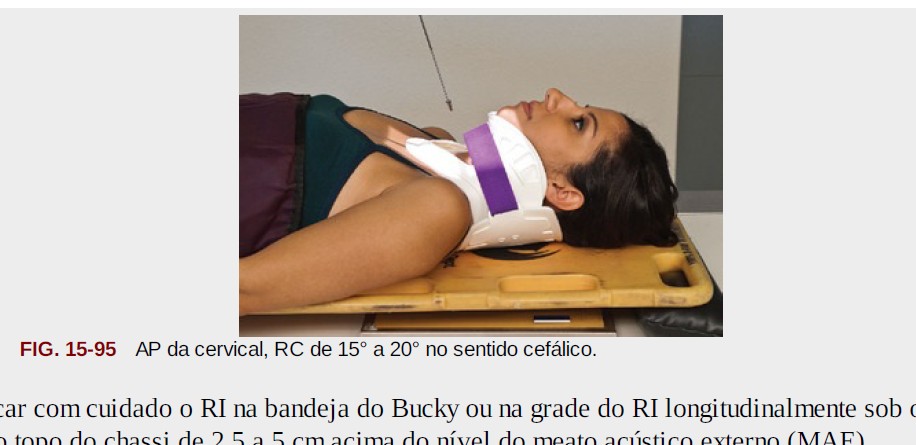 FIG. 15-95 AP da cervical, RC de 15° a 20° no sentido cefálico.
car com cuidado o RI na bandeja do Bucky ou na grade do RI longitudinalmente sob
o topo do chassi de 2,5 a 5 cm acima do nível do meato acústico externo (MAE)